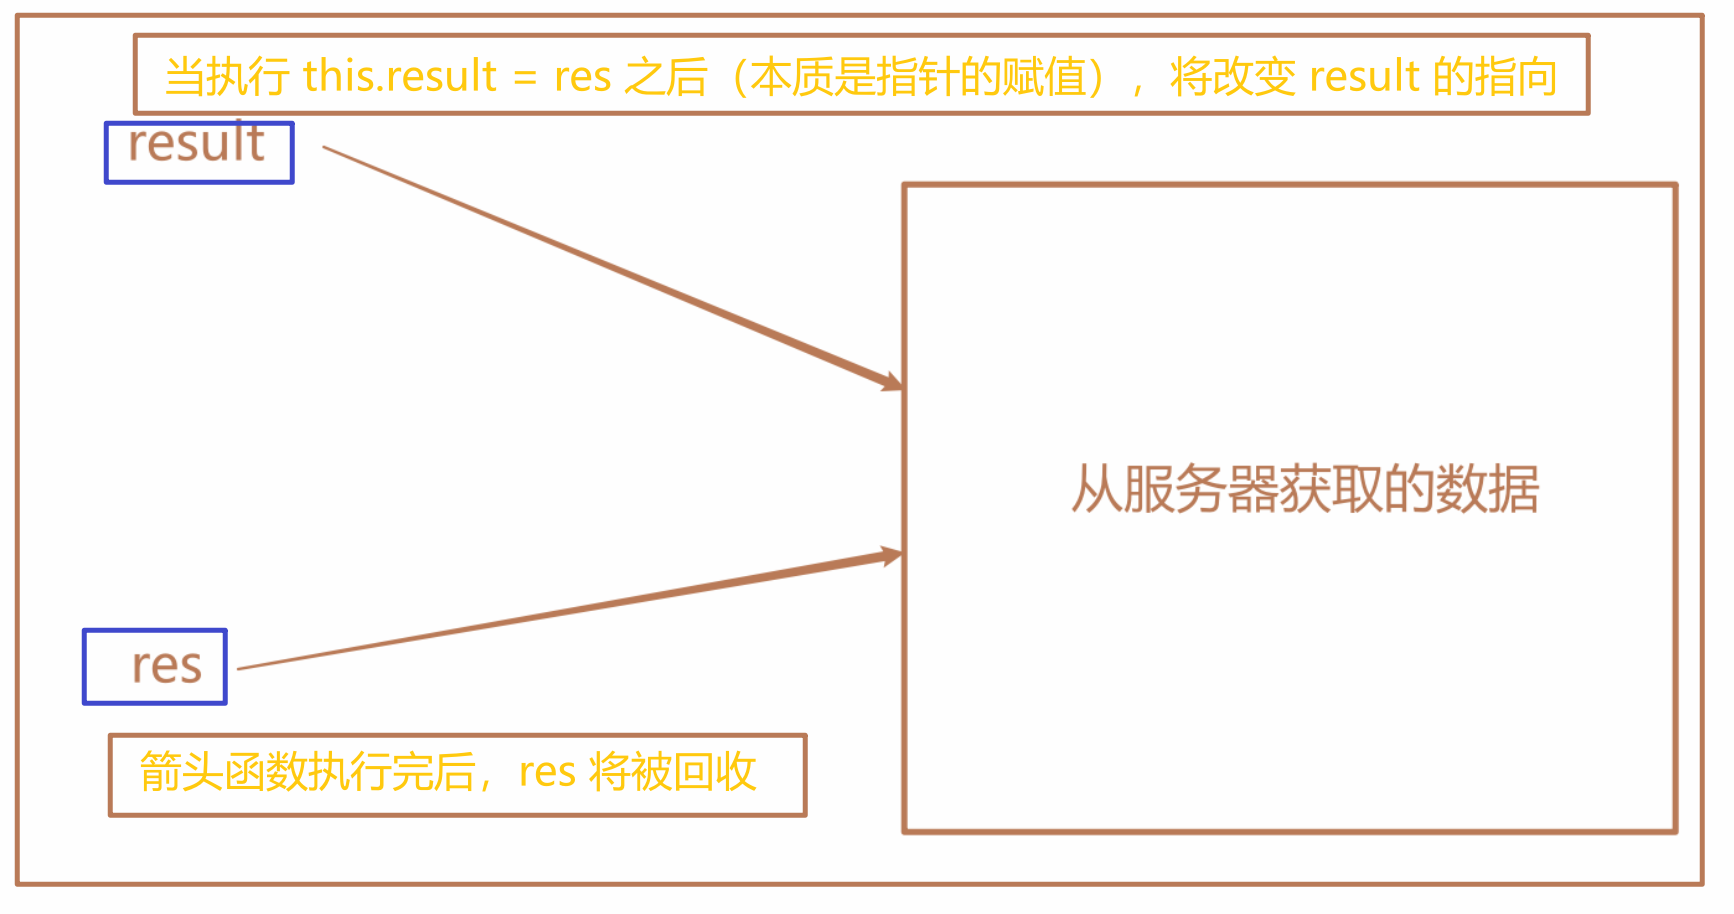 当执行 this.result = res 之后（本质是指针的赋值），将改变 result 的指向
result
从服务器获取的数据
res
箭头函数执行完后，res 将被回收